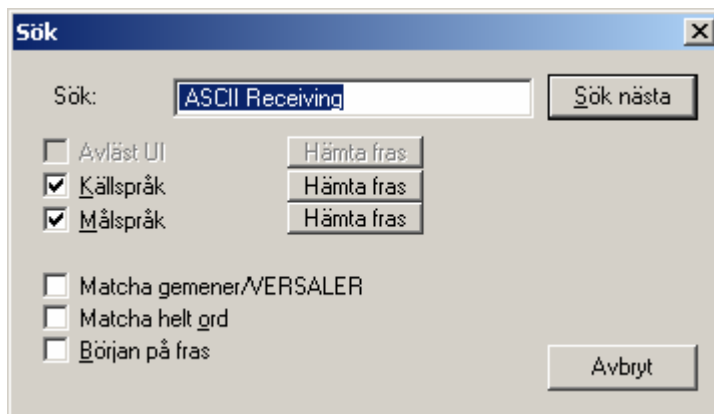 Sök
Sök: ASCII Receiving Sök nästa
Avläst UI Hämta fras
Källspråk Hämta fras
Målspråk Hämta fras
Matcha gemener/VERSALER
Matcha helt ord
Början på fras
Avbryt